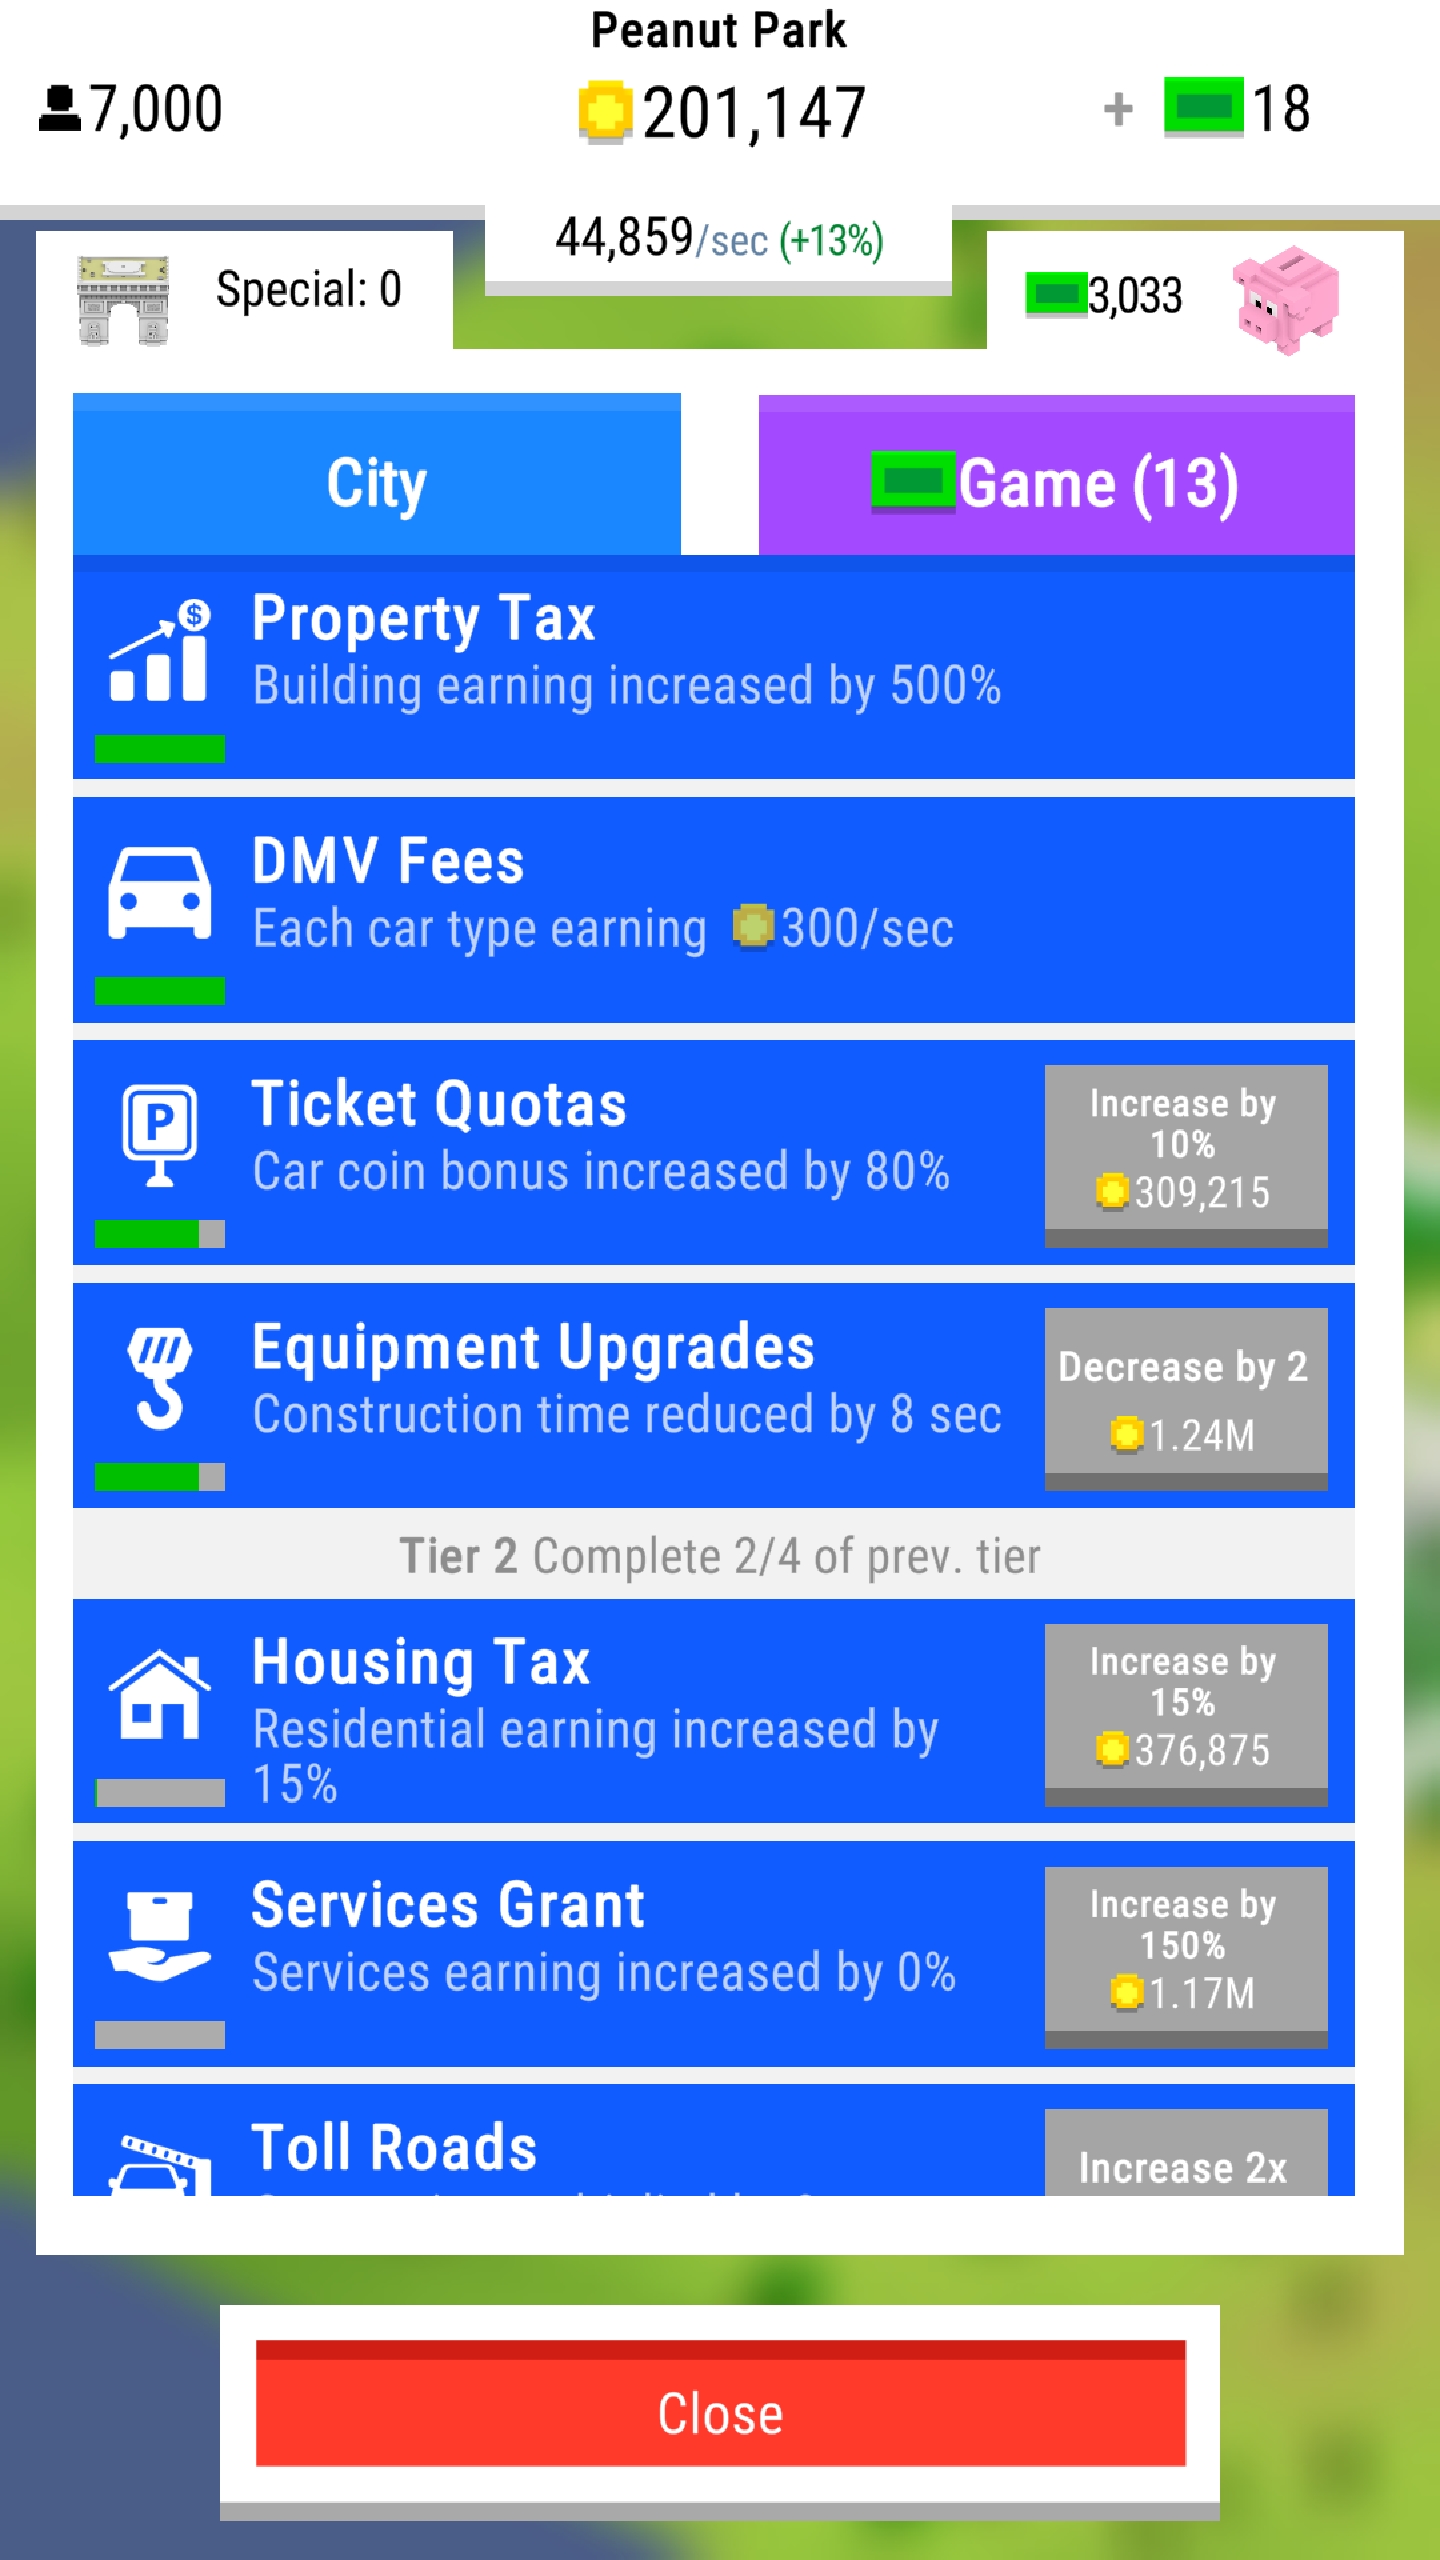 Peanut Park
7,000
201,147
+ 18
44,859/sec (+13%)
Special: 0
3,033
City
Game (13)
Property Tax
Building earning increased by 500%
DMV Fees
Each car type earning 300/sec
Ticket Quotas
Car coin bonus increased by 80%
Increase by
10%
309,215
Equipment Upgrades
Construction time reduced by 8 sec
Decrease by 2
1.24M
Tier 2 Complete 2/4 of prev. tier
Housing Tax
Residential earning increased by
15%
Increase by
15%
376,875
Services Grant
Services earning increased by 0%
Increase by
150%
1.17M
Toll Roads
Increase 2x
Close